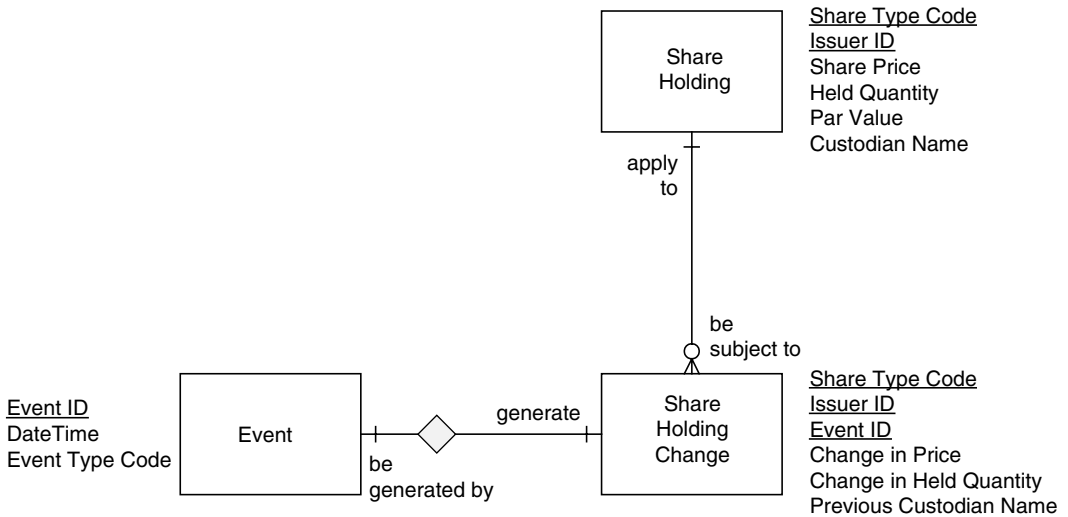 Share
Holding
Share Type Code
Issuer ID
Share Price
Held Quantity
Par Value
Custodian Name
apply
to
be
subject to
Event ID
DateTime
Event Type Code
Event
be
generated by
generate
Share
Holding
Change
Share Type Code
Issuer ID
Event ID
Change in Price
Change in Held Quantity
Previous Custodian Name